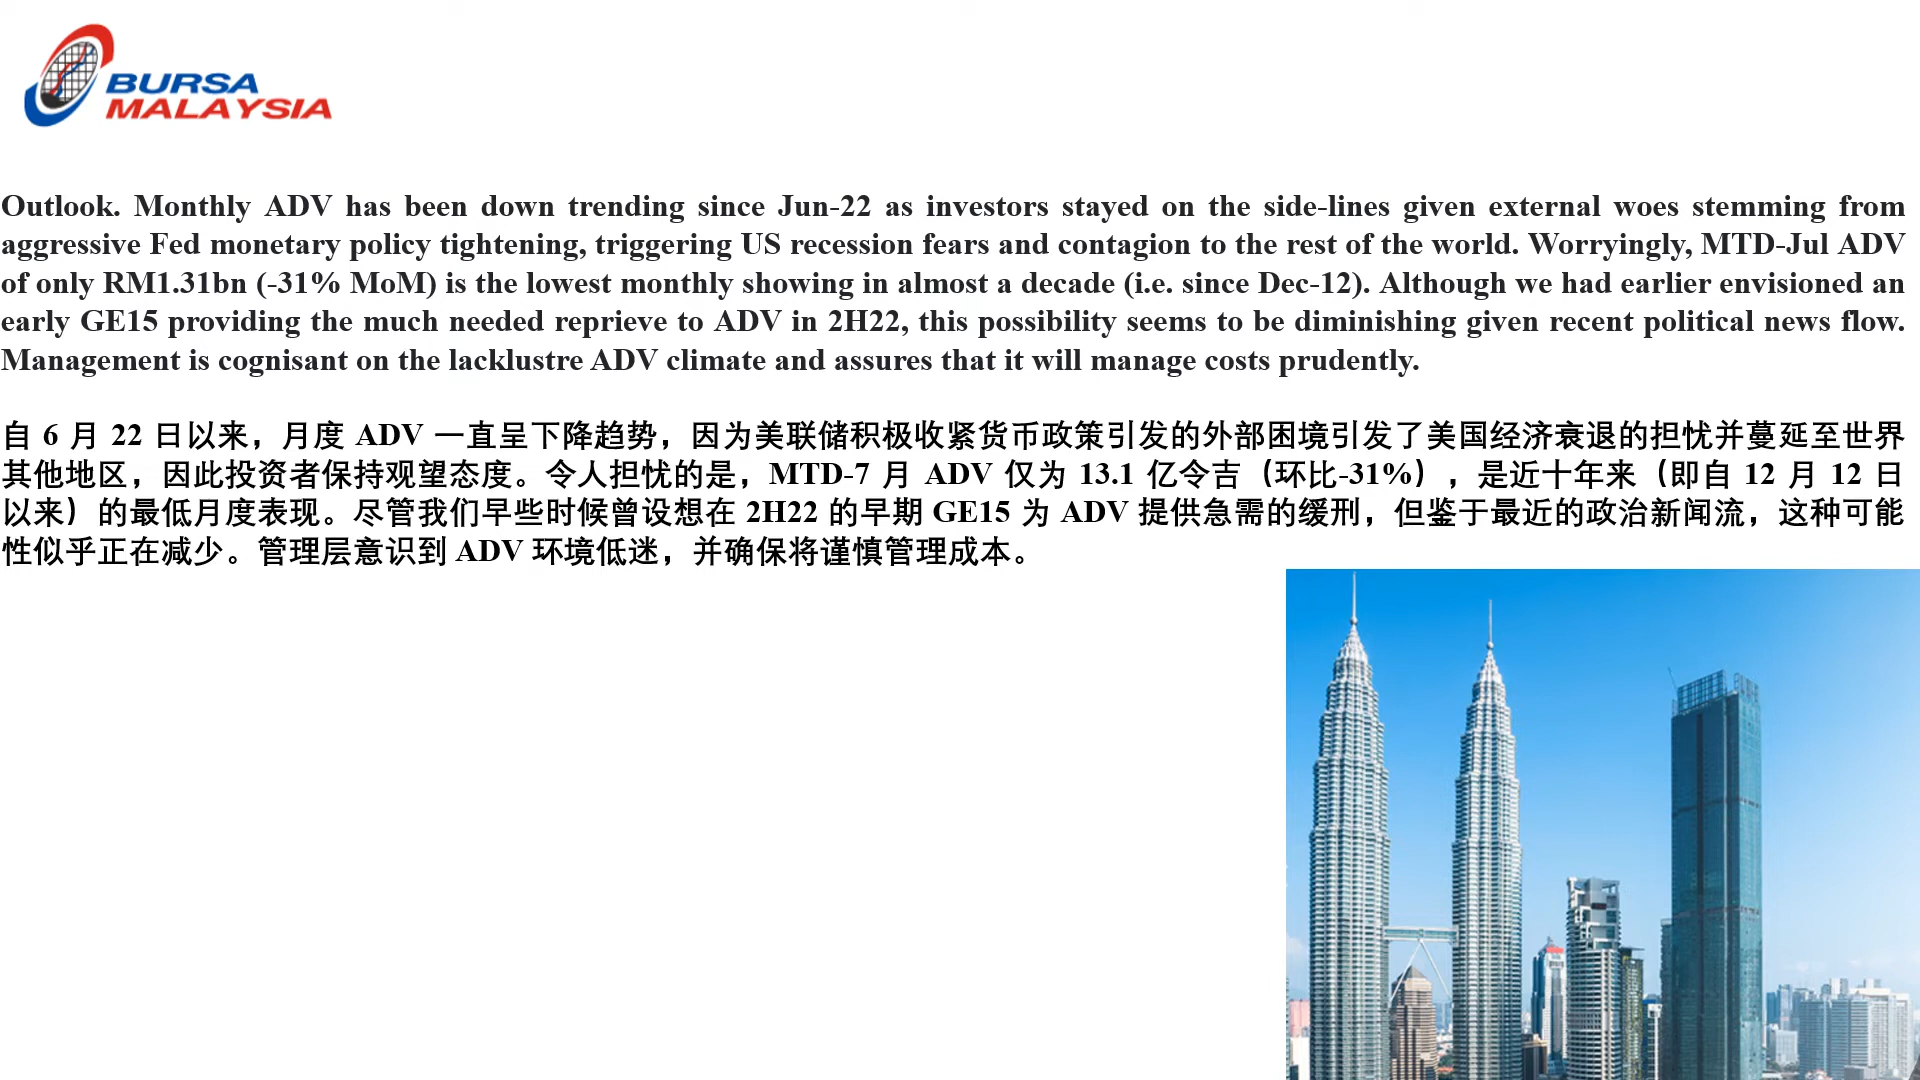 BURSA
MALAYSIA
Outlook. Monthly ADV has been down trending since Jun-22 as investors stayed on the side-lines given external woes stemming from
aggressive Fed monetary policy tightening, triggering US recession fears and contagion to the rest of the world. Worryingly, MTD-Jul ADV
of only RM1.31bn (-31% MoM) is the lowest monthly showing in almost a decade (i.e. since Dec-12). Although we had earlier envisioned an
early GE15 providing the much needed reprieve to ADV in 2H22, this possibility seems to be diminishing given recent political news flow.
Management is cognisant on the lacklustre ADV climate and assures that it will manage costs prudently.
自 6 月 22 日以来，月度 ADV 一直呈下降趋势，因为美联储积极收紧货币政策引发的外部困境引发了美国经济衰退的担忧并蔓延至世界
其他地区，因此投资者保持观望态度。令人担忧的是，MTD-7 月 ADV 仅为 13.1 亿令吉（环比-31%），是近十年来（即自 12 月 12 日
以来）的最低月度表现。尽管我们早些时候曾设想在 2H22 的早期 GE15 为 ADV 提供急需的缓刑，但鉴于最近的政治新闻流，这种可能
性似乎正在减少。管理层意识到 ADV 环境低迷，并确保将谨慎管理成本。